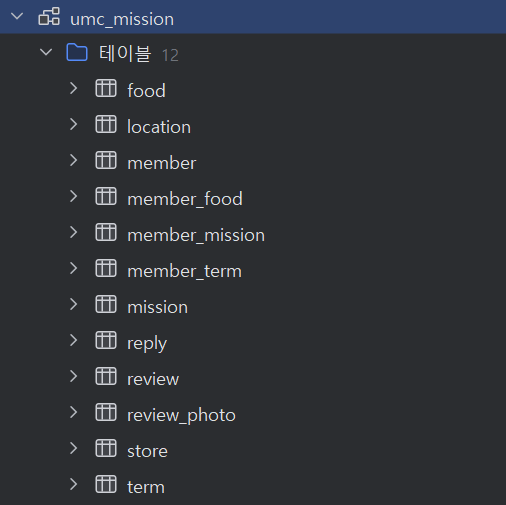 umc_mission
테이블 12
food
location
member
member_food
member_mission
member_term
mission
reply
review
review_photo
store
term